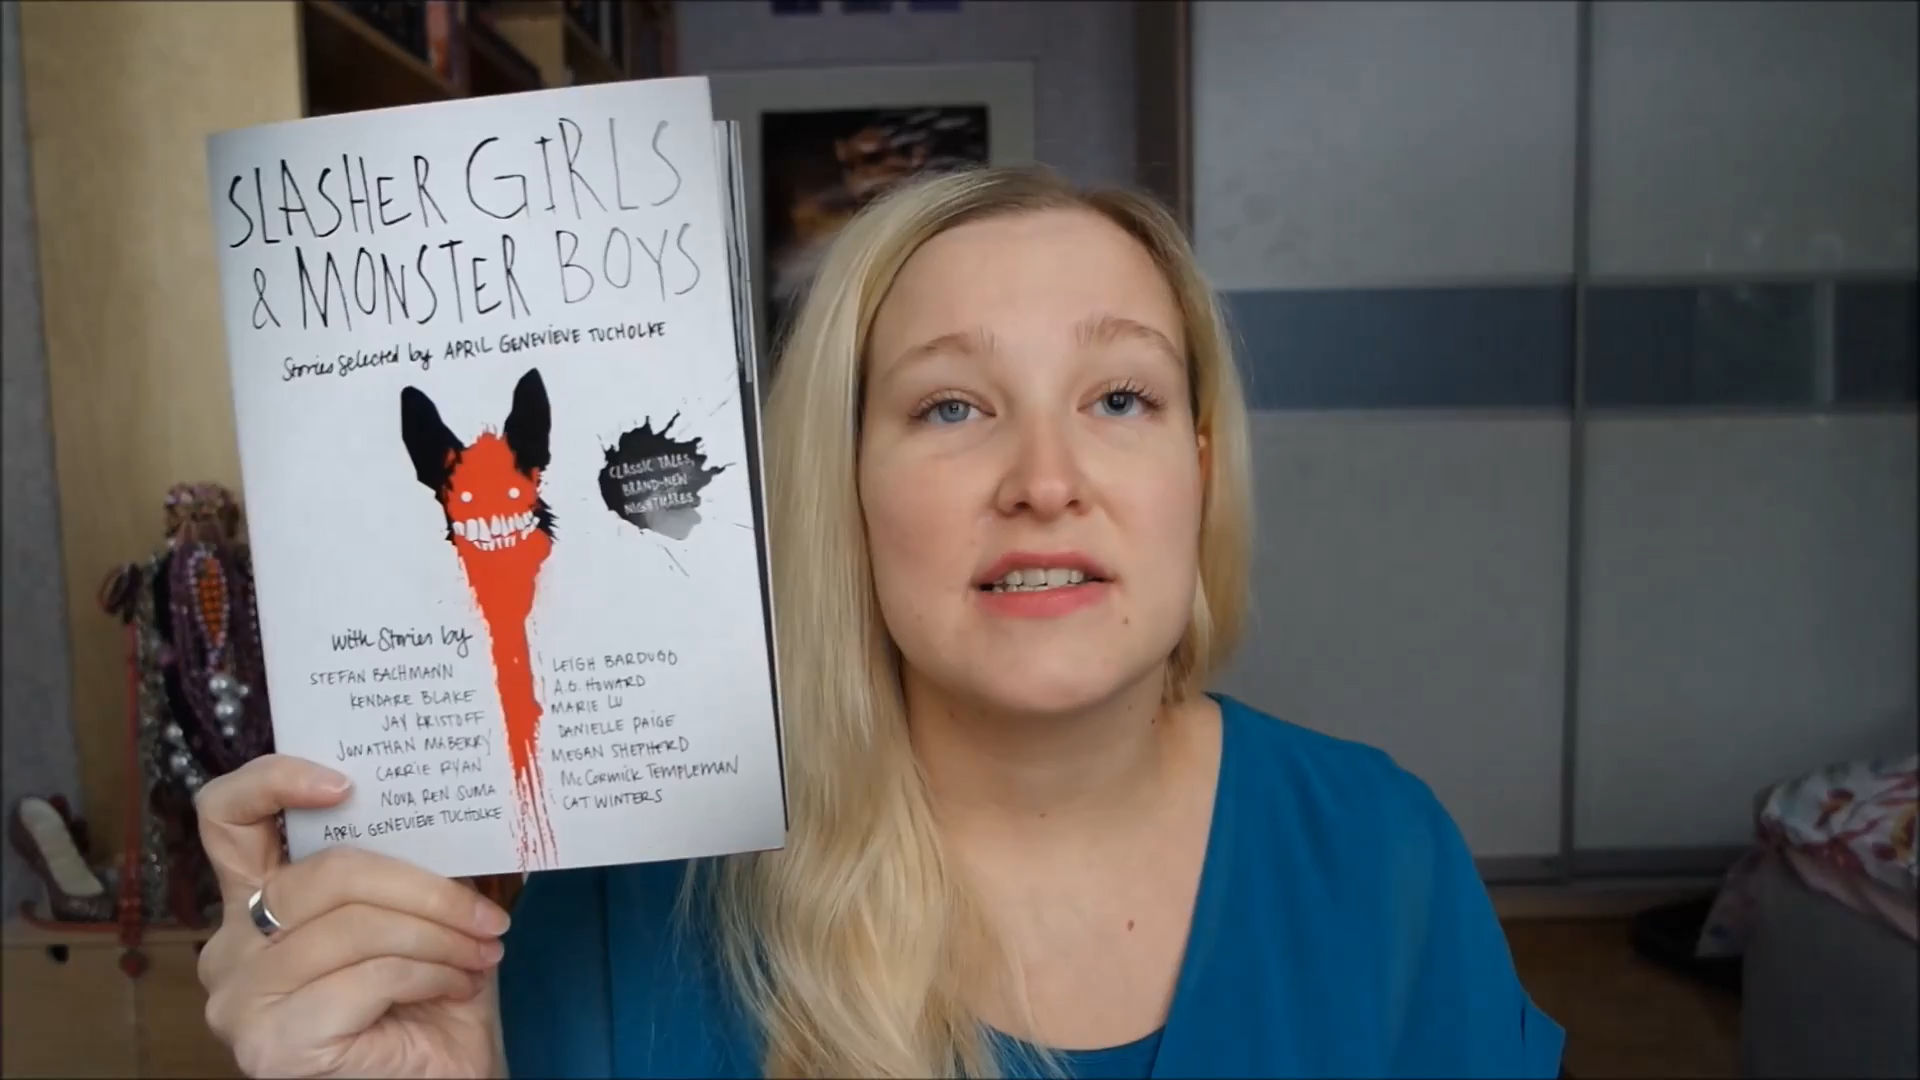 SLASHER GIRLS
& MONSTER BOYS
Stories Selected by APRIL GENEVIEVE TUCHOLKE
CLASSIC TALES,
BRAND-NEW
NIGHTMARES
with Stories by
STEFAN BACHMANN
KENDARE BLAKE
JAY KRISTOFF
JONATHAN MABERRY
CARRIE RYAN
NOVA REN SUMA
APRIL GENEVIEVE TUCHOLKE
LEIGH BARDUGO
A.G. HOWARD
MARIE LU
DANIELLE PAIGE
MEGAN SHEPHERD
McCORMICK TEMPLEMAN
CAT WINTERS